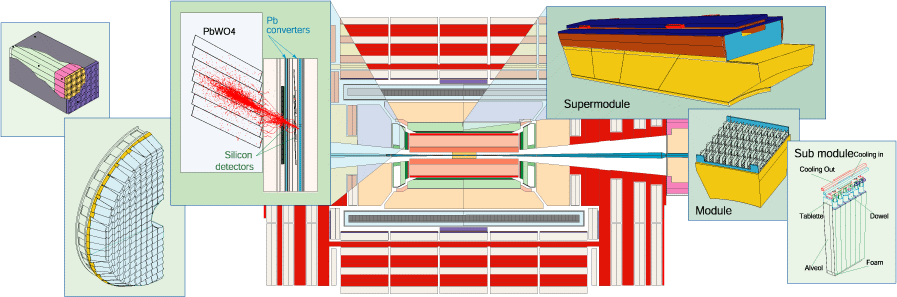 PbWO4
Pb
converters
Silicon
detectors
Supermodule
Module
Sub module
Cooling in
Cooling Out
Tablette
Dowel
Alveol
Foam